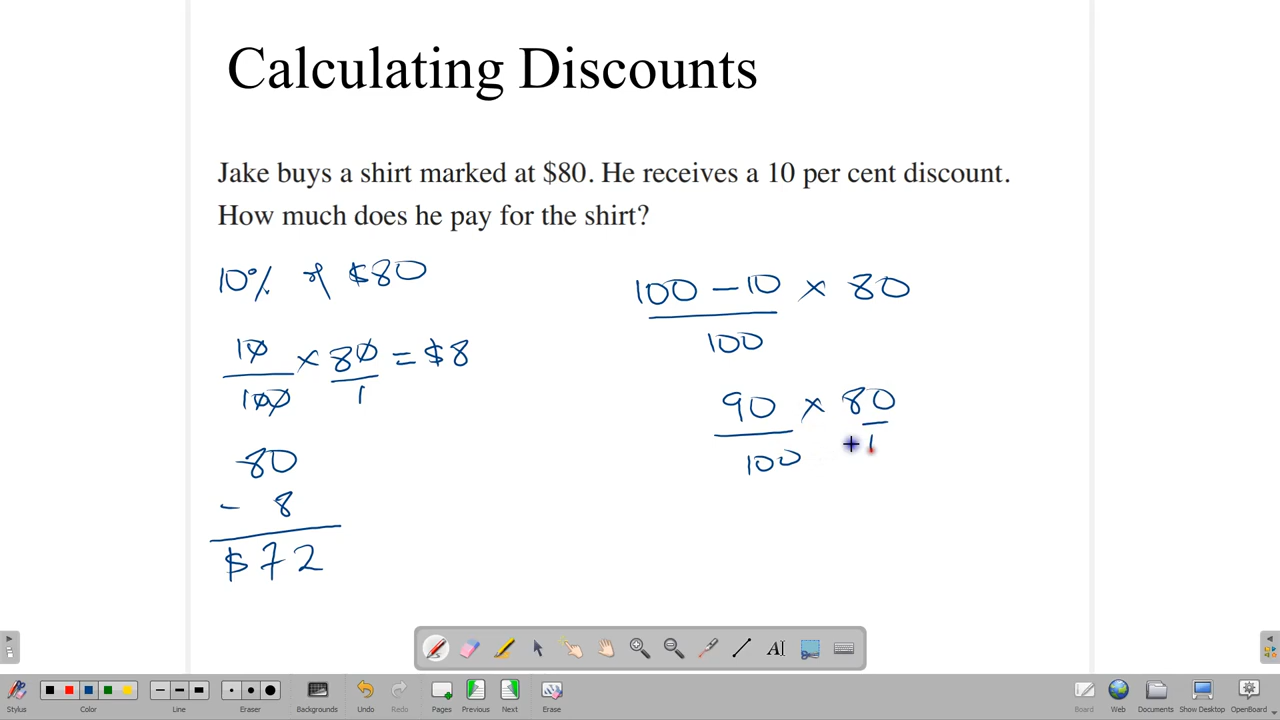 Calculating Discounts
Jake buys a shirt marked at $80. He receives a 10 per cent discount.
How much does he pay for the shirt?
10% of $80
10/100 × 80/1 = $8
80
- 8
$72
100 - 10 × 80
100
90 × 80
100 1
Stylus
Color
Line
Eraser
Backgrounds
Undo
Redo
Pages
Previous
Next
Erase
Board
Web
Documents
Show Desktop
OpenBoard